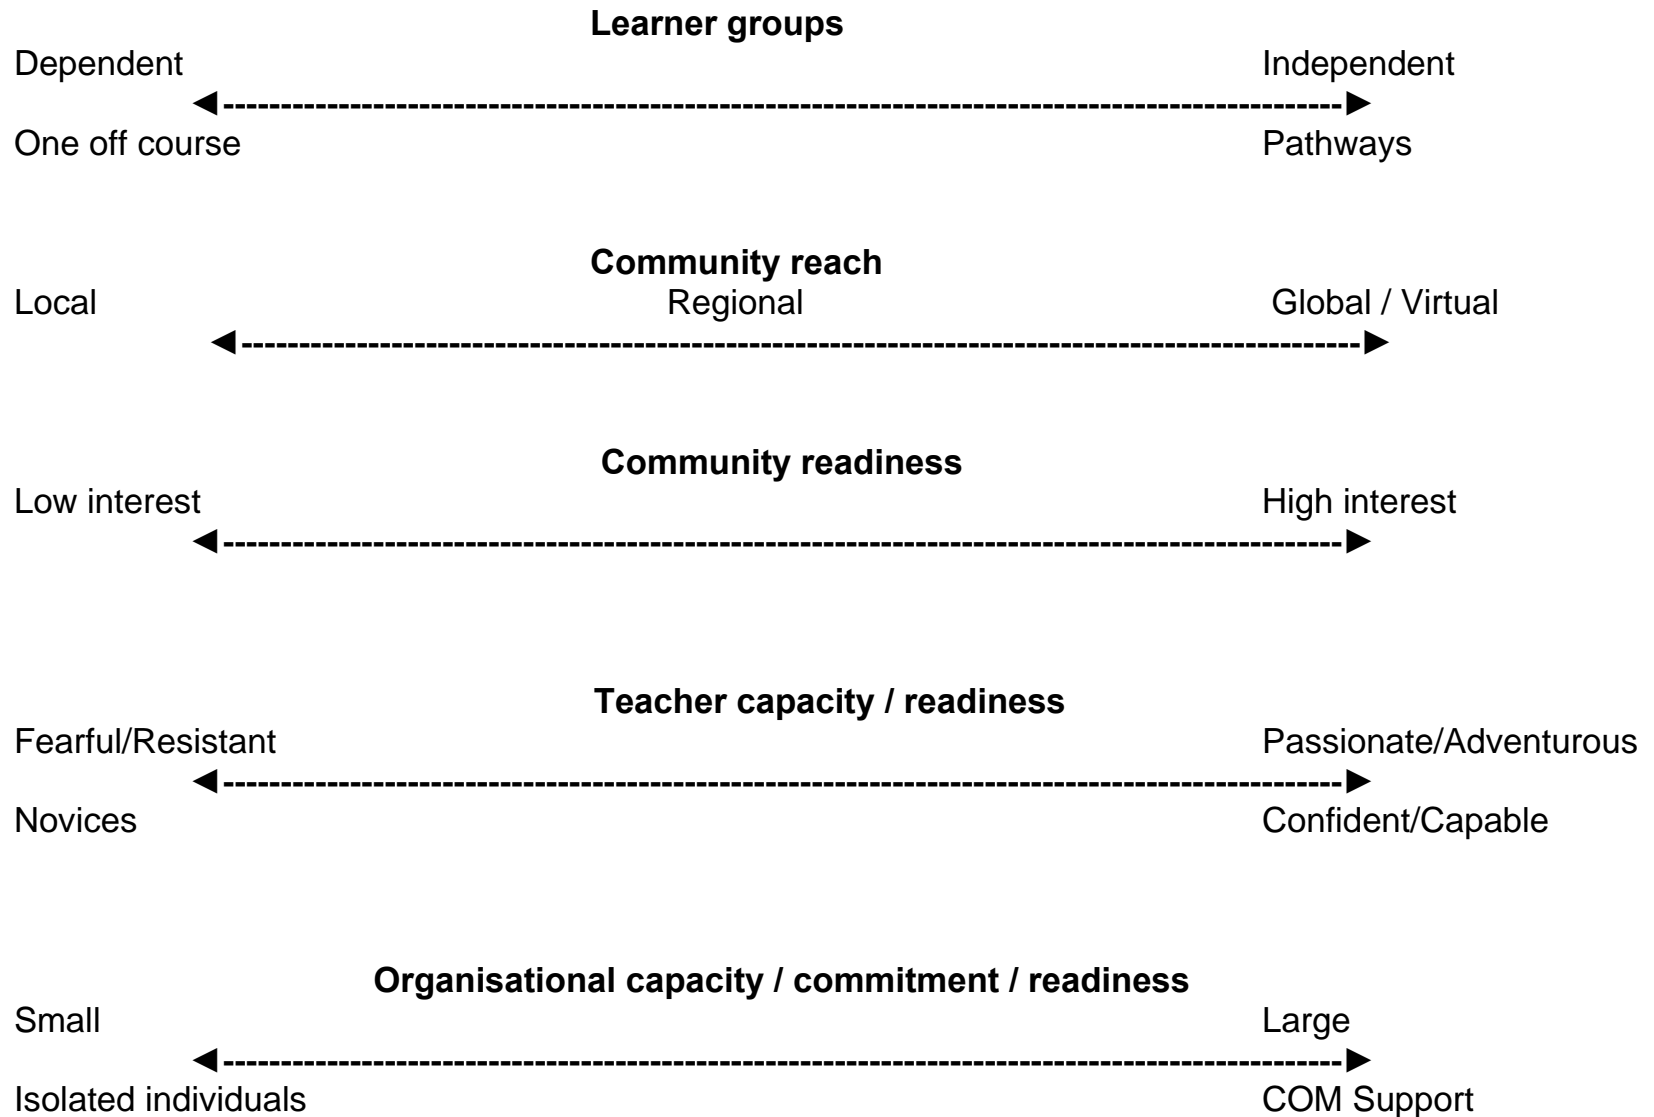 Learner groups
Dependent Independent
One off course Pathways
Community reach
Local Regional Global / Virtual
Community readiness
Low interest High interest
Teacher capacity / readiness
Fearful/Resistant Passionate/Adventurous
Novices Confident/Capable
Organisational capacity / commitment / readiness
Small Large
Isolated individuals COM Support